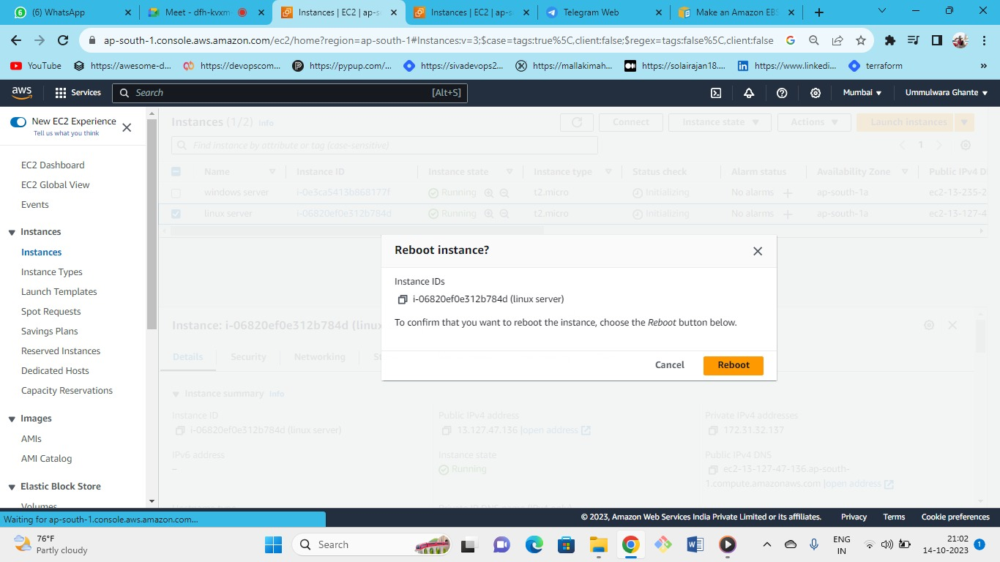 (6) WhatsApp
Meet - dfh-kvxm
Instances | EC2 | ap-s
Instances | EC2 | ap-s
Telegram Web
Make an Amazon EBS
ap-south-1.console.aws.amazon.com/ec2/home?region=ap-south-1#Instances:v=3;$case=tags:true%5C,client:false;$regex=tags:false%5C,client:false
YouTube
https://awesome-d...
https://devopscom...
https://pypup.com/...
https://sivadevops2...
https://mallakimah...
https://solairajan18....
https://www.linkedi...
terraform
aws
Services
Search
[Alt+S]
Mumbai
Ummulwara Ghante
New EC2 Experience
Tell us what you think
EC2 Dashboard
EC2 Global View
Events
Instances
Instances
Instance Types
Launch Templates
Spot Requests
Savings Plans
Reserved Instances
Dedicated Hosts
Capacity Reservations
Images
AMIs
AMI Catalog
Elastic Block Store
Volumes
Instances (1/2) Info
Connect
Instance state
Actions
Launch instances
Find instance by attribute or tag (case-sensitive)
1
Name
Instance ID
Instance state
Instance type
Status check
Alarm status
Availability Zone
Public IPv4 D
windows server
i-0e3ca5413b868177f
Running
t2.micro
Initializing
No alarms
ap-south-1a
ec2-13-235-2
linux server
i-06820ef0e312b784d
Running
t2.micro
Initializing
No alarms
ap-south-1a
ec2-13-127-4
Reboot instance?
Instance IDs
i-06820ef0e312b784d (linux server)
To confirm that you want to reboot the instance, choose the Reboot button below.
Cancel
Reboot
Instance: i-06820ef0e312b784d (linu
Details
Security
Networking
Instance summary Info
Instance ID
i-06820ef0e312b784d (linux server)
Public IPv4 address
13.127.47.136 |open address
Private IPv4 addresses
172.31.32.137
IPv6 address
–
Instance state
Running
Public IPv4 DNS
ec2-13-127-47-136.ap-south-
1.compute.amazonaws.com |open address
Waiting for ap-south-1.console.aws.amazon.com...
© 2023, Amazon Web Services India Private Limited or its affiliates.
Privacy
Terms
Cookie preferences
76°F
Partly cloudy
Search
ENG
IN
21:02
14-10-2023
1